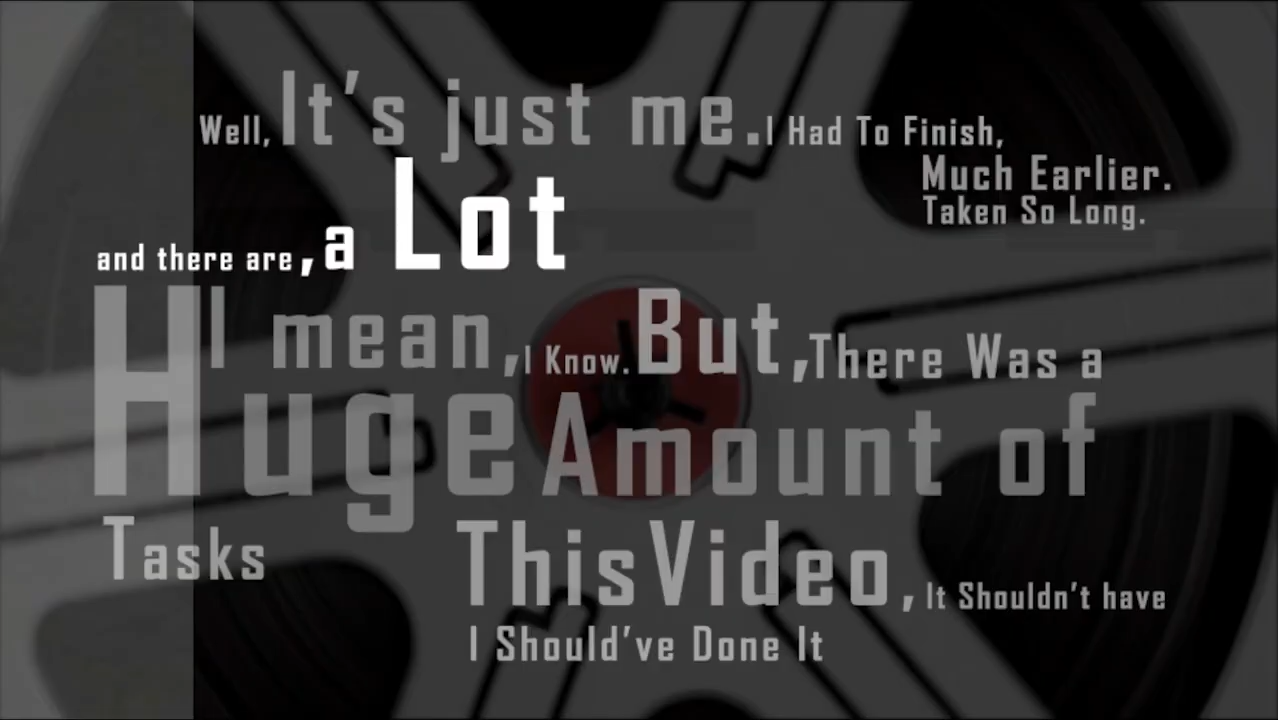 Well, It's just me. I Had To Finish,
Much Earlier.
Taken So Long.
and there are, a Lot
I mean, I Know. But, There Was a
Huge Amount of
Tasks This Video, It Shouldn't have
I Should've Done It